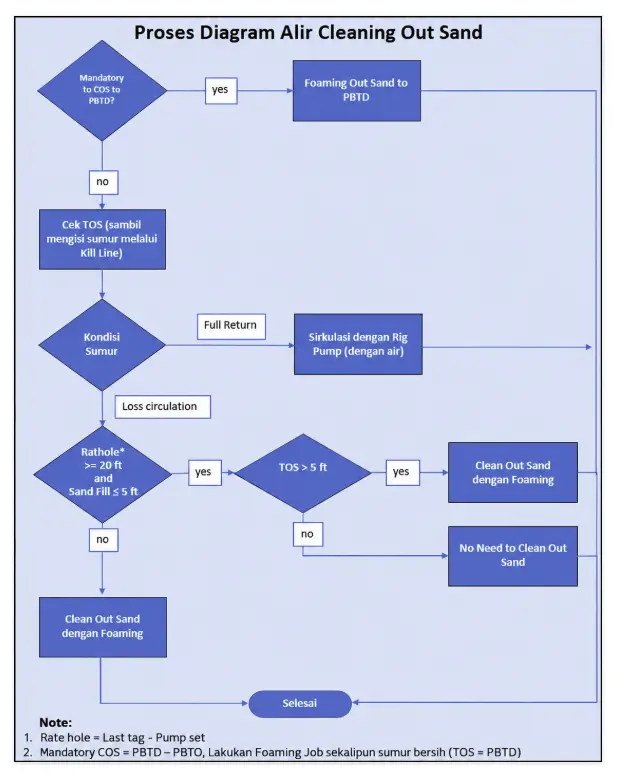 Proses Diagram Alir Cleaning Out Sand
Mandatory
to COS to
PBTD?
yes
Foaming Out Sand to
PBTD
no
Cek TOS (sambil
mengisi sumur melalui
Kill Line)
Kondisi
Sumur
Full Return
Sirkulasi dengan Rig
Pump (dengan air)
Loss circulation
Rathole*
>= 20 ft
and
Sand Fill ≤ 5 ft
yes
TOS > 5 ft
yes
Clean Out Sand
dengan Foaming
no
No Need to Clean Out
Sand
no
Clean Out Sand
dengan Foaming
Selesai
Note:
1. Rate hole = Last tag - Pump set
2. Mandatory COS = PBTD – PBTO, Lakukan Foaming Job sekalipun sumur bersih (TOS = PBTD)